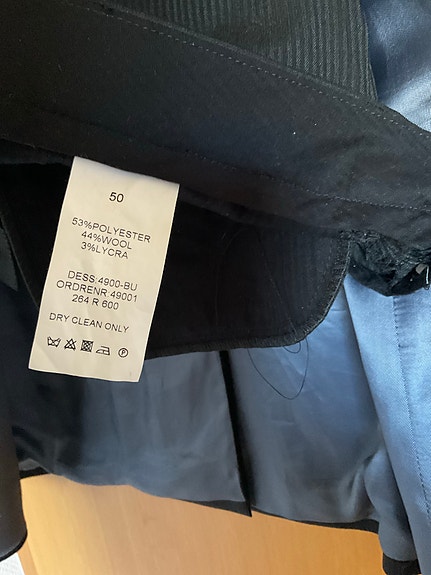 50
53%POLYESTER
44%WOOL
3%LYCRA
DESS:4900-BU
ORDRENR:49001
264 R 600
DRY CLEAN ONLY
P